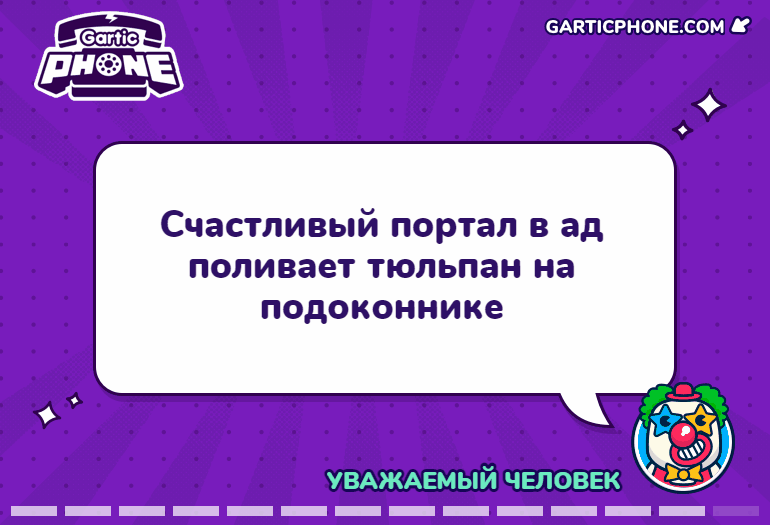 Gartic
PHONE
GARTICPHONE.COM
Счастливый портал в ад
поливает тюльпан на
подоконнике
УВАЖАЕМЫЙ ЧЕЛОВЕК